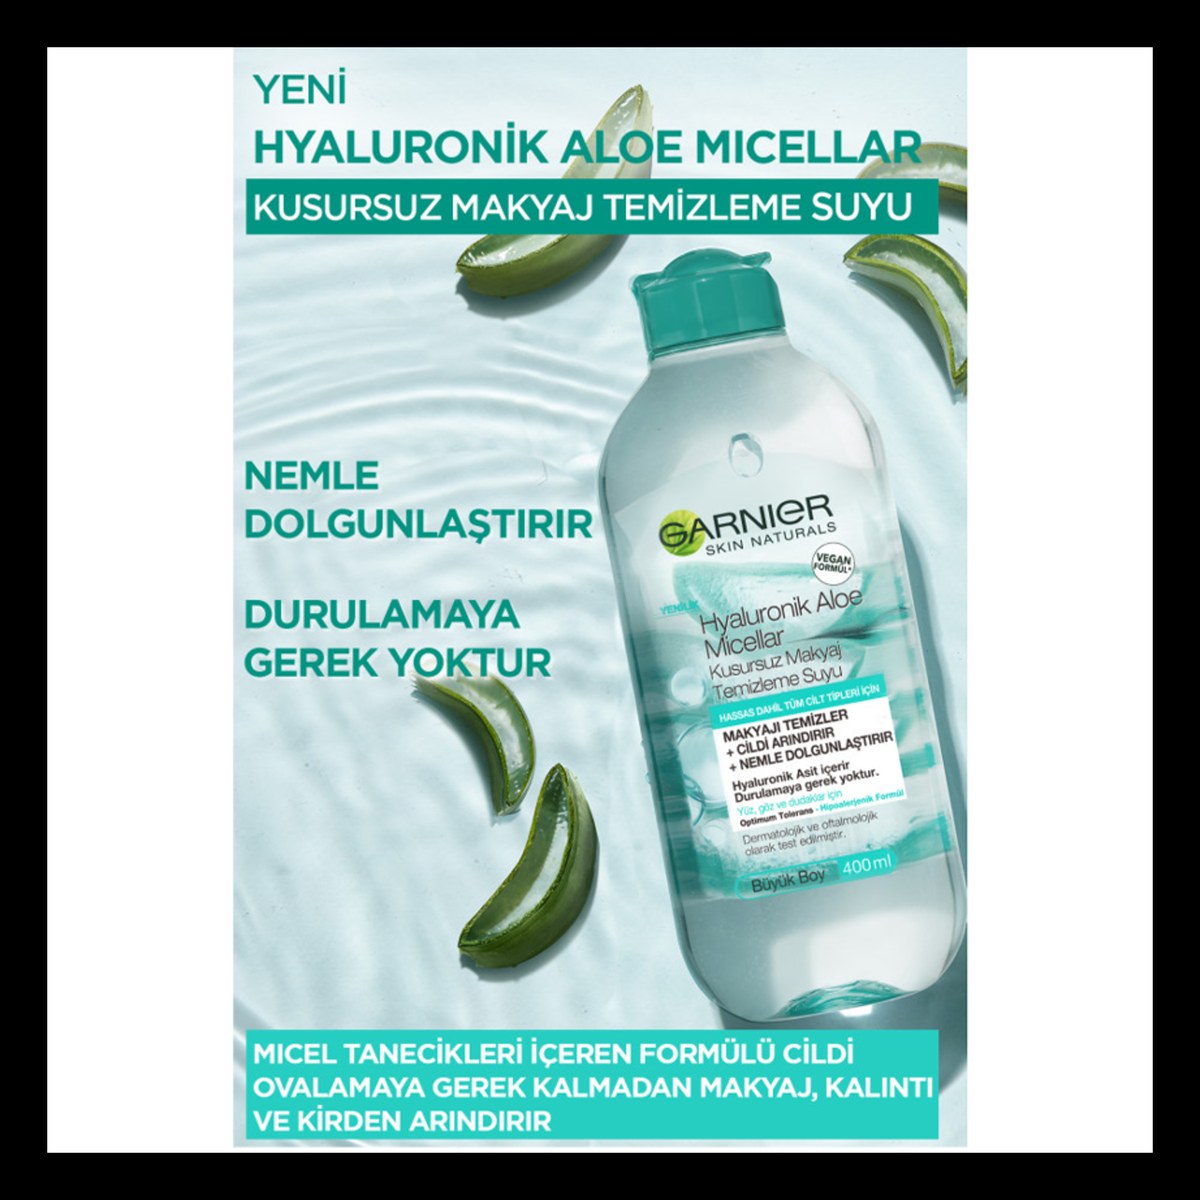 YENİ
HYALURONİK ALOE MICELLAR
KUSURSUZ MAKYAJ TEMİZLEME SUYU
NEMLE
DOLGUNLAŞTIRIR
DURULAMAYA
GEREK YOKTUR
GARNIER
SKIN NATURALS
VEGAN
FORMÜL*
YENİLİK
Hyaluronik Aloe
Micellar
Kusursuz Makyaj
Temizleme Suyu
HASSAS DAHİL TÜM CİLT TİPLERİ İÇİN
MAKYAJI TEMİZLER
+ CİLDİ ARINDIRIR
+ NEMLE DOLGUNLAŞTIRIR
Hyaluronik Asit içerir
Durulamaya gerek yoktur.
Yüz, göz ve dudaklar için
Optimum Tolerans - Hipoalerjenik Formül
Dermatolojik ve oftalmolojik
olarak test edilmiştir.
Büyük Boy 400 ml
MICEL TANECİKLERİ İÇEREN FORMÜLÜ CİLDİ
OVALAMAYA GEREK KALMADAN MAKYAJ, KALINTI
VE KİRDEN ARINDIRIR